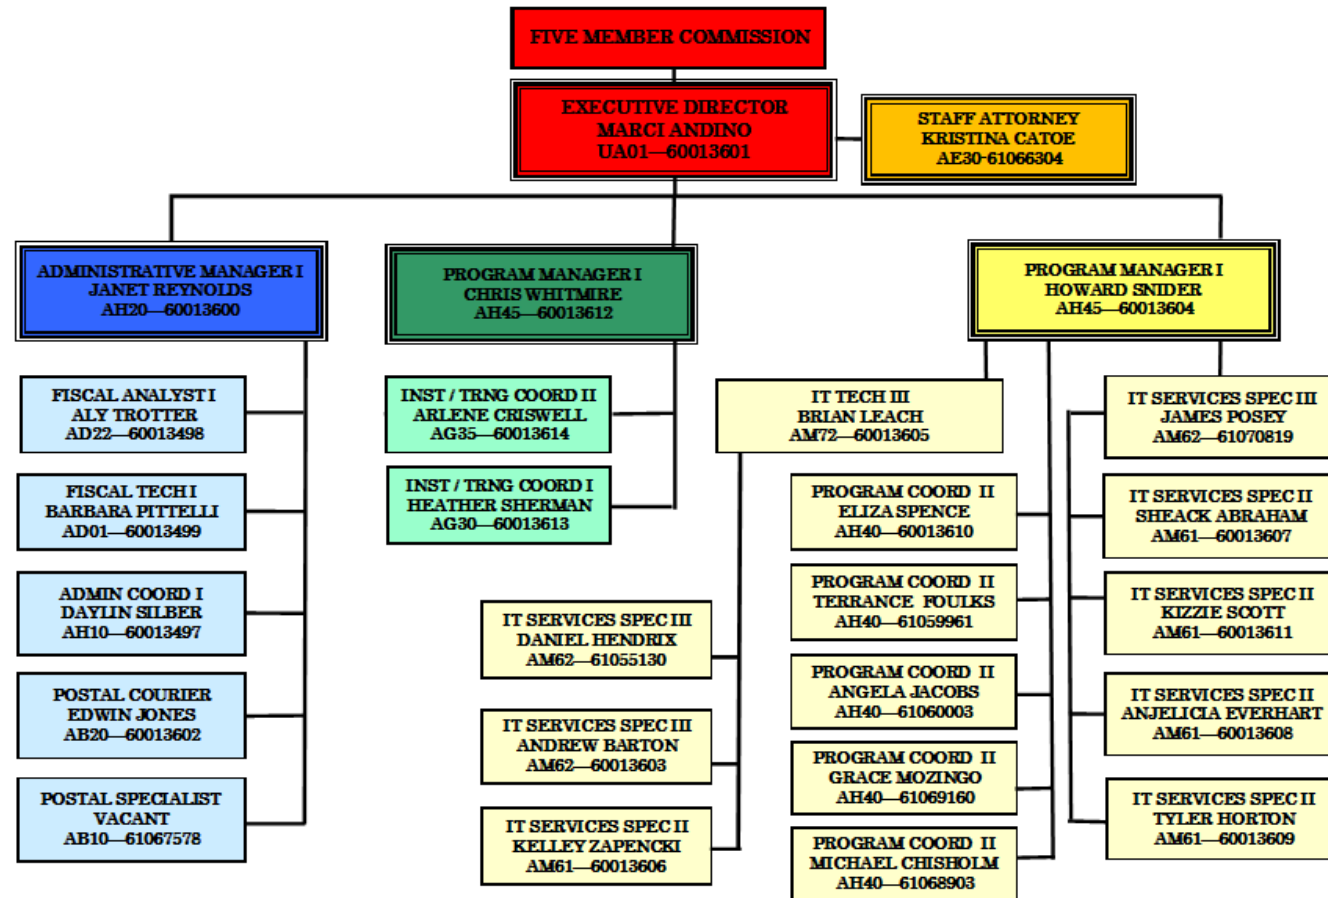 FIVE MEMBER COMMISSION
EXECUTIVE DIRECTOR
MARCI ANDINO
UA01—60013601
STAFF ATTORNEY
KRISTINA CATOE
AE30-61066304
ADMINISTRATIVE MANAGER I
JANET REYNOLDS
AH20—60013600
PROGRAM MANAGER I
CHRIS WHITMIRE
AH45—60013612
PROGRAM MANAGER I
HOWARD SNIDER
AH45—60013604
FISCAL ANALYST I
ALY TROTTER
AD22—60013498
FISCAL TECH I
BARBARA PITTELLI
AD01—60013499
ADMIN COORD I
DAYLIN SILBER
AH10—60013497
POSTAL COURIER
EDWIN JONES
AB20—60013602
POSTAL SPECIALIST
VACANT
AB10—61067578
INST / TRNG COORD II
ARLENE CRISWELL
AG35—60013614
INST / TRNG COORD I
HEATHER SHERMAN
AG30—60013613
IT TECH III
BRIAN LEACH
AM72—60013605
IT SERVICES SPEC III
DANIEL HENDRIX
AM62—61055130
IT SERVICES SPEC III
ANDREW BARTON
AM62—60013603
IT SERVICES SPEC II
KELLEY ZAPENCKI
AM61—60013606
PROGRAM COORD II
ELIZA SPENCE
AH40—60013610
PROGRAM COORD II
TERRANCE FOULKS
AH40—61059961
PROGRAM COORD II
ANGELA JACOBS
AH40—61060003
PROGRAM COORD II
GRACE MOZINGO
AH40—61069160
PROGRAM COORD II
MICHAEL CHISHOLM
AH40—61068903
IT SERVICES SPEC III
JAMES POSEY
AM62—61070819
IT SERVICES SPEC II
SHEACK ABRAHAM
AM61—60013607
IT SERVICES SPEC II
KIZZIE SCOTT
AM61—60013611
IT SERVICES SPEC II
ANJELICIA EVERHART
AM61—60013608
IT SERVICES SPEC II
TYLER HORTON
AM61—60013609